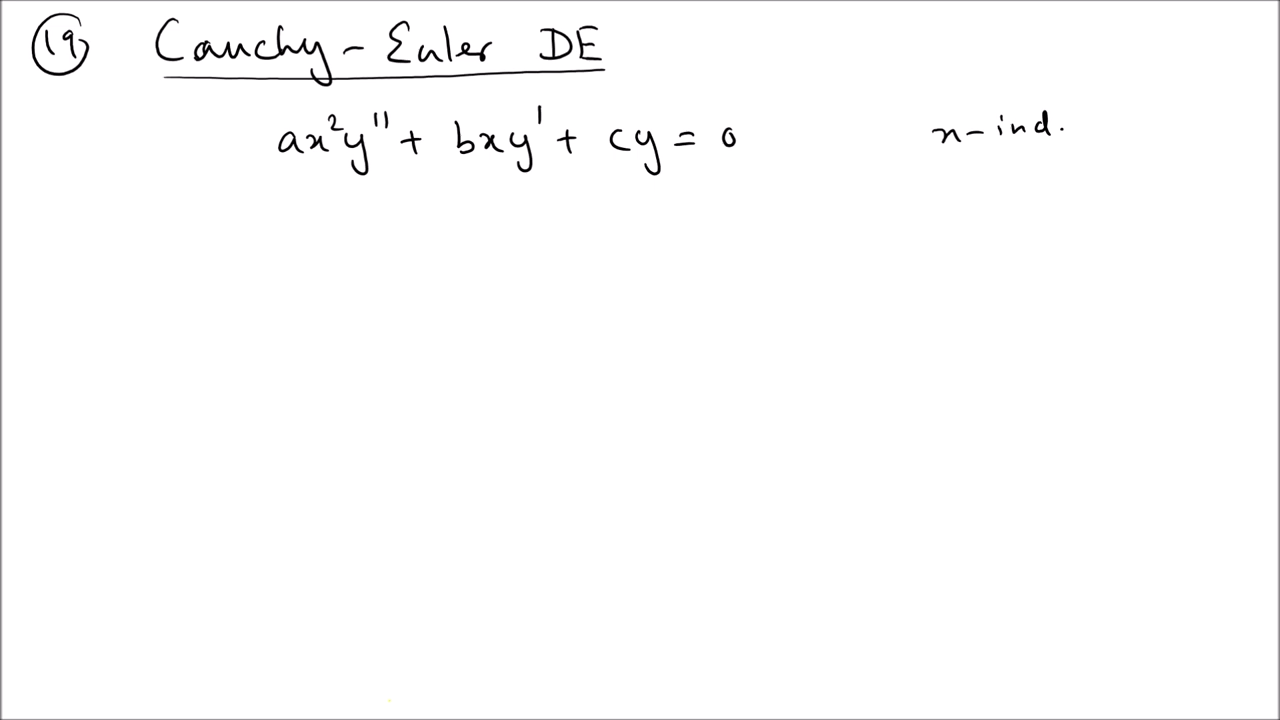 19 Cauchy - Euler DE
ax²y'' + bxy' + cy = 0 x-ind.